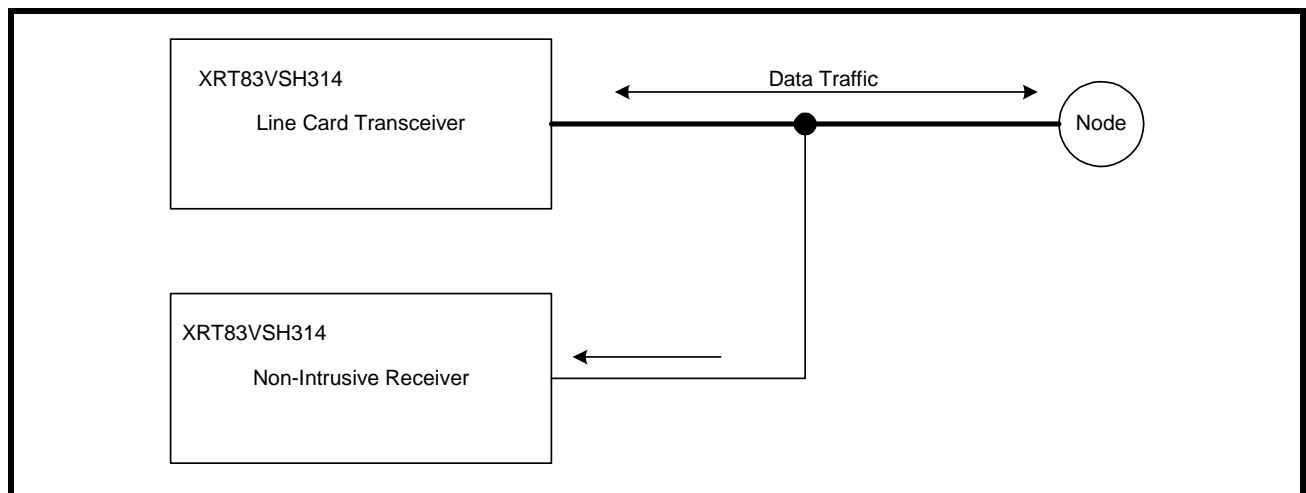 XRT83VSH314
Line Card Transceiver
Data Traffic
Node
XRT83VSH314
Non-Intrusive Receiver